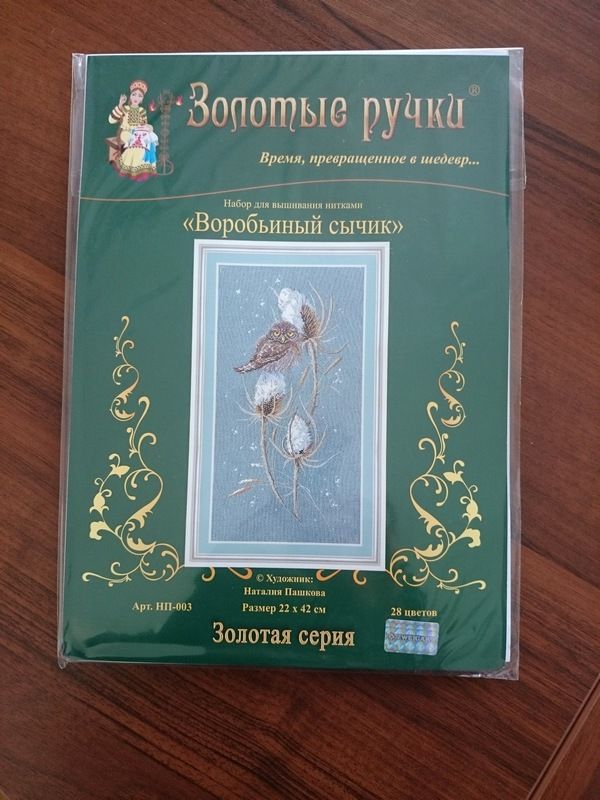 Золотые ручки®
Время, превращенное в шедевр...
Набор для вышивания нитками
«Воробьиный сычик»
© Художник:
Наталия Пашкова
Арт. НП-003
Размер 22 х 42 см
28 цветов
Золотая серия
ZWEIGART